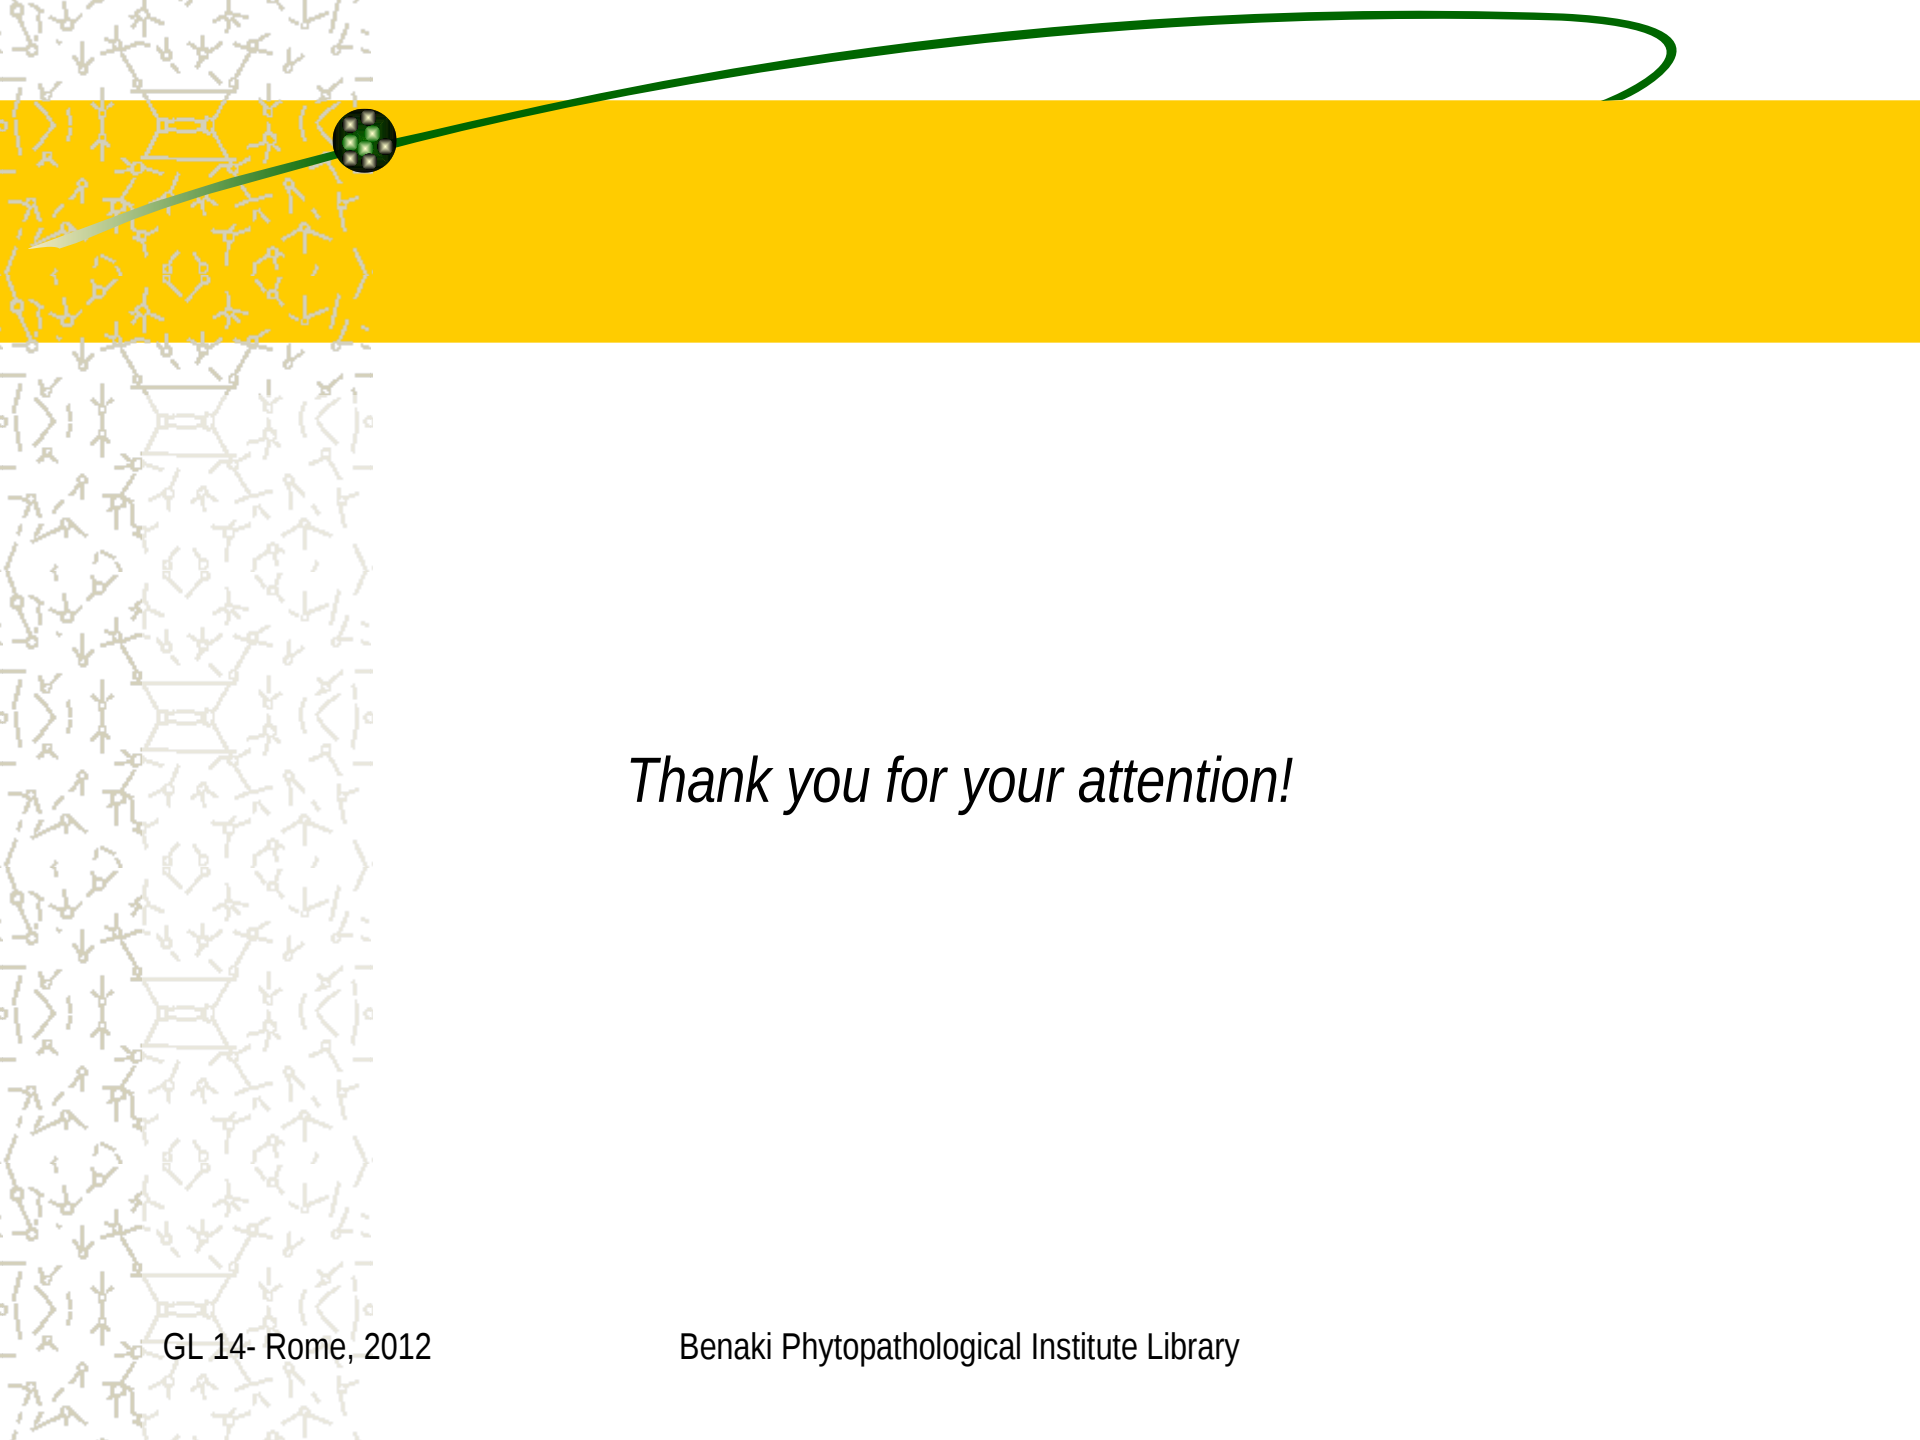 Thank you for your attention!
GL 14- Rome, 2012
Benaki Phytopathological Institute Library